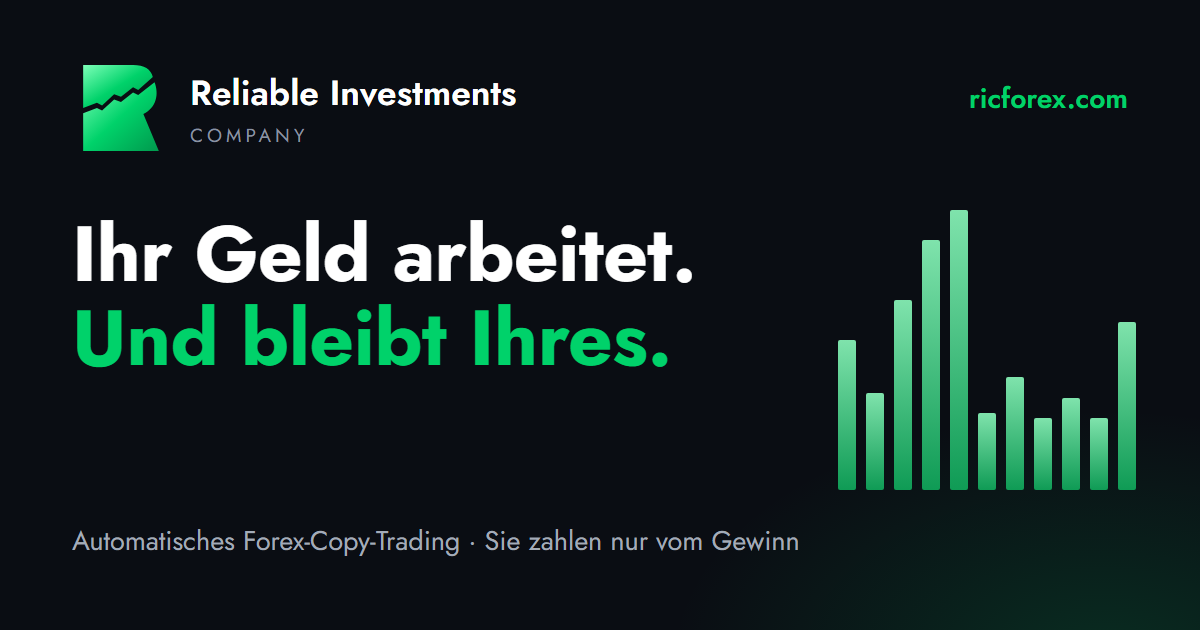 Reliable Investments
COMPANY
ricforex.com
Ihr Geld arbeitet.
Und bleibt Ihres.
Automatisches Forex-Copy-Trading · Sie zahlen nur vom Gewinn